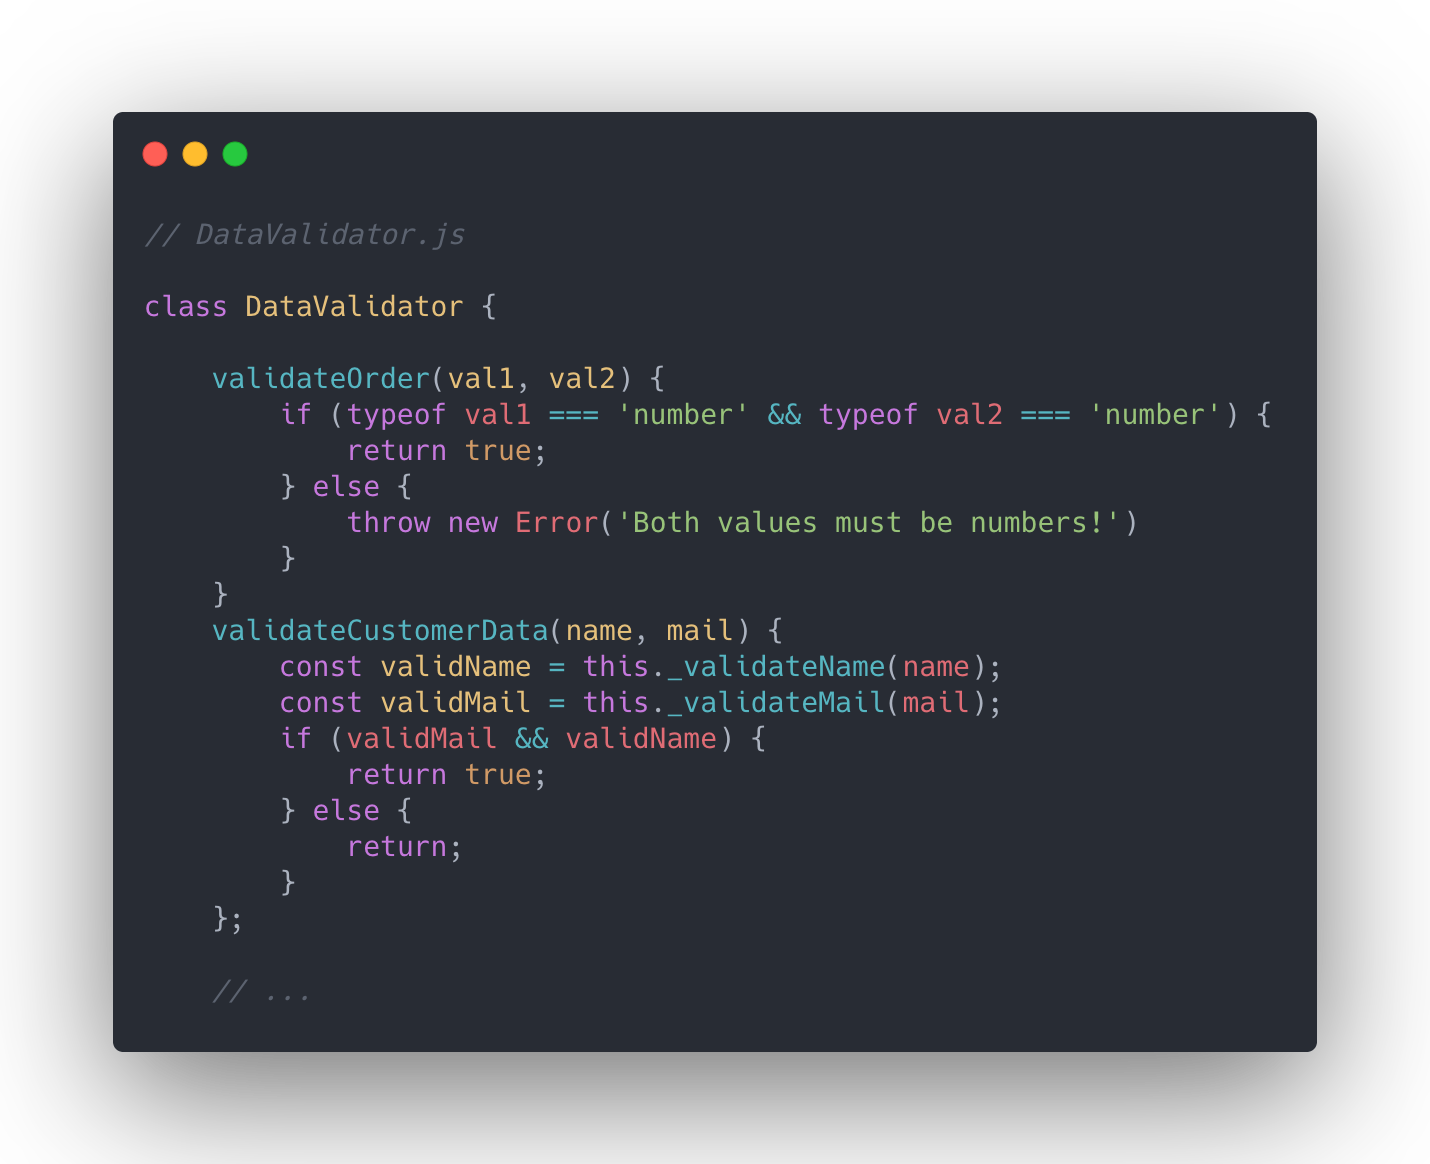 // DataValidator.js
class DataValidator {
validateOrder(val1, val2) {
if (typeof val1 === 'number' && typeof val2 === 'number') {
return true;
} else {
throw new Error('Both values must be numbers!')
}
}
validateCustomerData(name, mail) {
const validName = this._validateName(name);
const validMail = this._validateMail(mail);
if (validMail && validName) {
return true;
} else {
return;
}
};
// ...